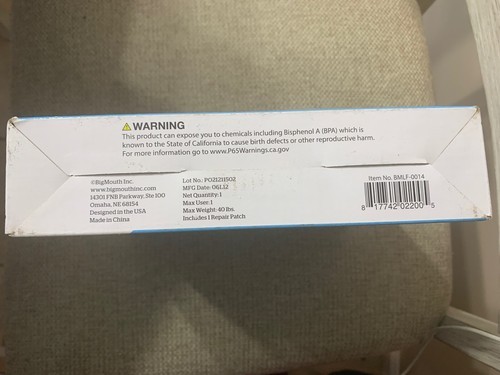 WARNING
This product can expose you to chemicals including Bisphenol A (BPA) which is
known to the State of California to cause birth defects or other reproductive harm.
For more information go to www.P65Warnings.ca.gov
©BigMouth Inc.
www.bigmouthinc.com
14301 FNB Parkway, Ste 100
Omaha, NE 68154
Designed in the USA
Made in China
Lot No.: PO21211502
MFG Date: 06L12
Net Quantity: 1
Max User: 1
Max Weight: 40 lbs.
Includes 1 Repair Patch
Item No. BMLF-0014
8 17742 02200 5